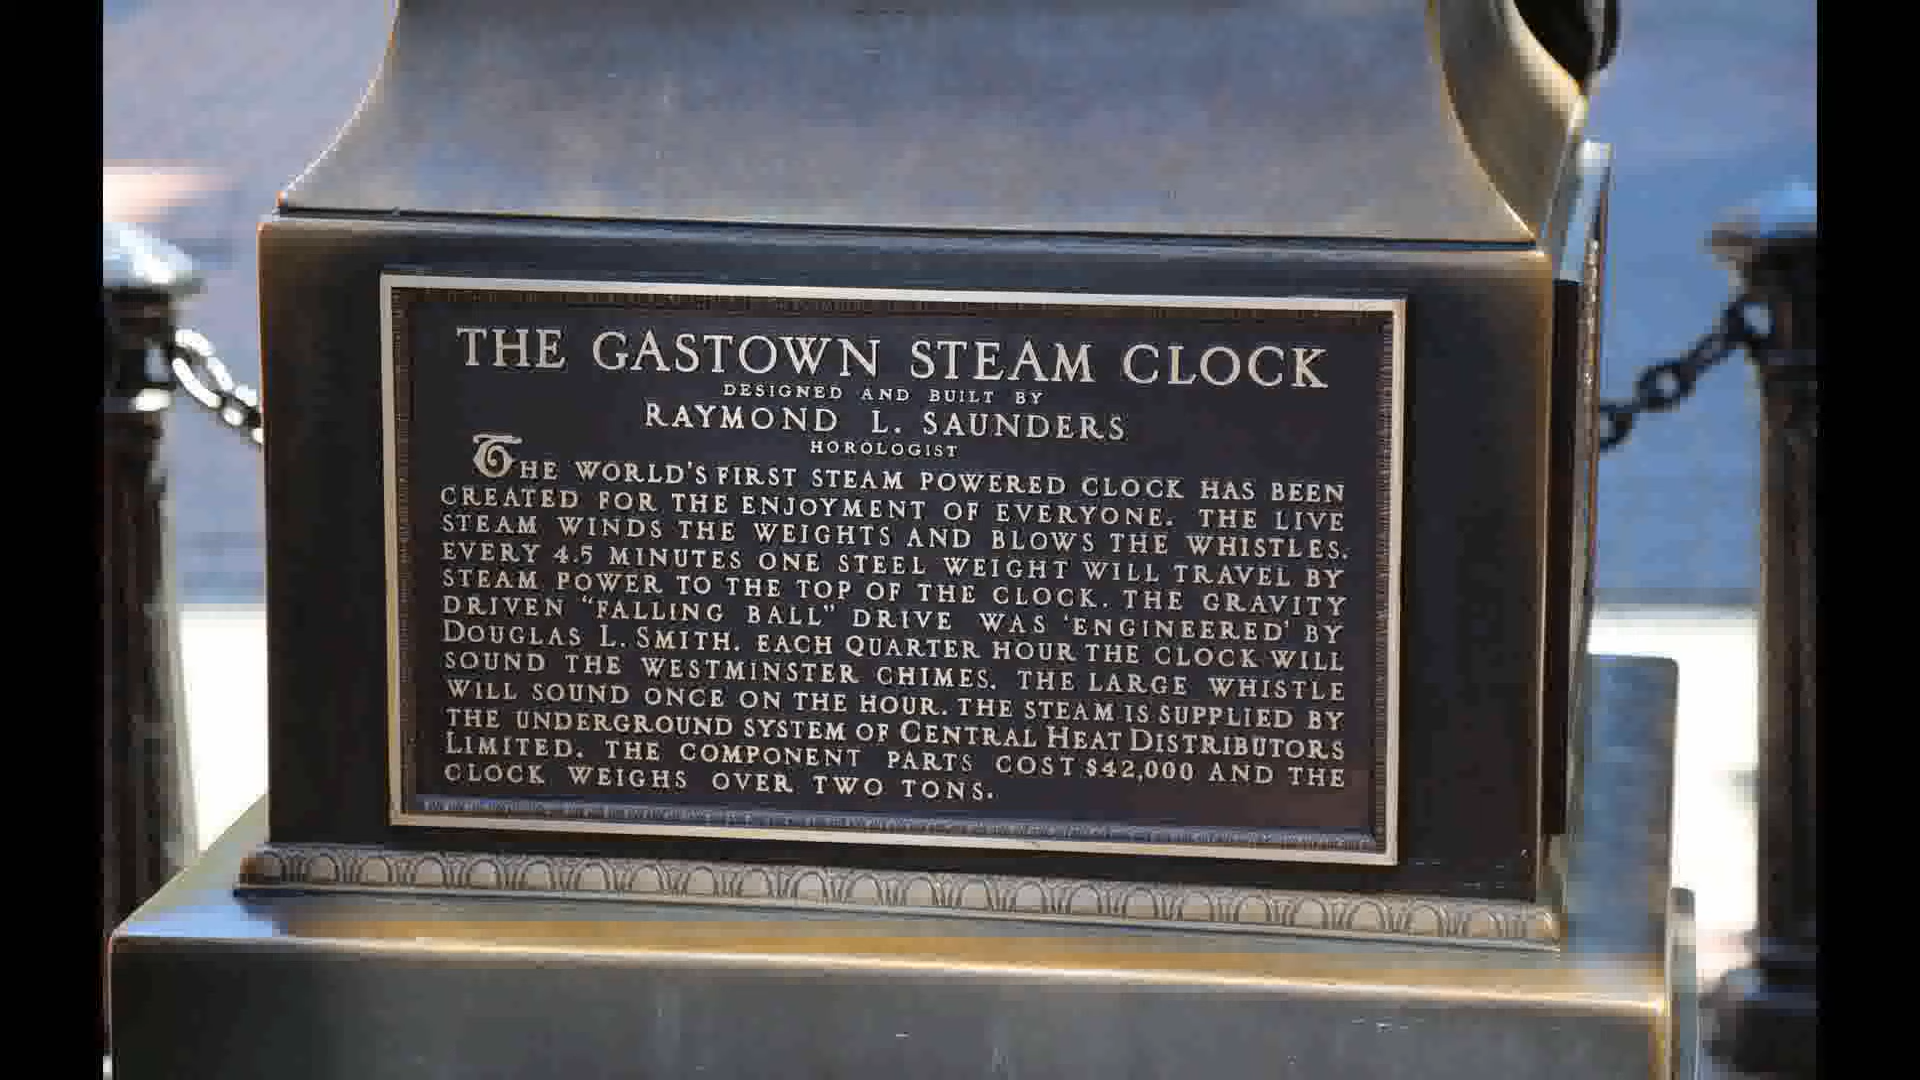 THE GASTOWN STEAM CLOCK
DESIGNED AND BUILT BY
RAYMOND L. SAUNDERS
HOROLOGIST
THE WORLD'S FIRST STEAM POWERED CLOCK HAS BEEN
CREATED FOR THE ENJOYMENT OF EVERYONE. THE LIVE
STEAM WINDS THE WEIGHTS AND BLOWS THE WHISTLES.
EVERY 4.5 MINUTES ONE STEEL WEIGHT WILL TRAVEL BY
STEAM POWER TO THE TOP OF THE CLOCK. THE GRAVITY
DRIVEN "FALLING BALL" DRIVE WAS 'ENGINEERED' BY
DOUGLAS L. SMITH. EACH QUARTER HOUR THE CLOCK WILL
SOUND THE WESTMINSTER CHIMES. THE LARGE WHISTLE
WILL SOUND ONCE ON THE HOUR. THE STEAM IS SUPPLIED BY
THE UNDERGROUND SYSTEM OF CENTRAL HEAT DISTRIBUTORS
LIMITED. THE COMPONENT PARTS COST $42,000 AND THE
CLOCK WEIGHS OVER TWO TONS.